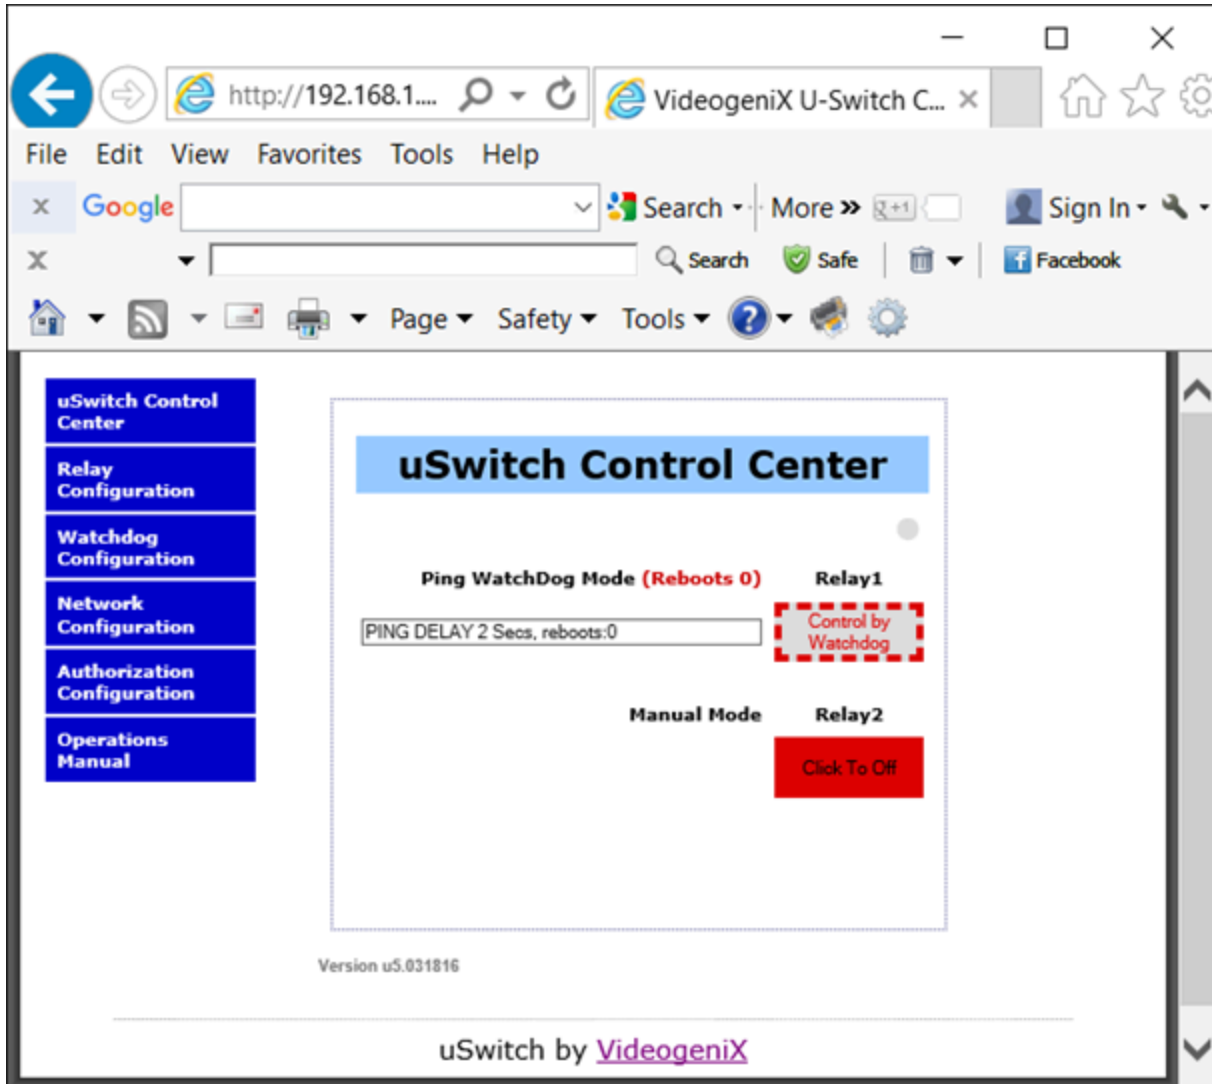 http://192.168.1.... VideogeniX U-Switch C...
File Edit View Favorites Tools Help
x Google Search More » g+1 Sign In
x Search Safe Facebook
Page Safety Tools
uSwitch Control
Center
Relay
Configuration
Watchdog
Configuration
Network
Configuration
Authorization
Configuration
Operations
Manual
uSwitch Control Center
Ping WatchDog Mode (Reboots 0) Relay1
PING DELAY 2 Secs, reboots:0
Control by
Watchdog
Manual Mode Relay2
Click To Off
Version u5.031816
uSwitch by VideogeniX